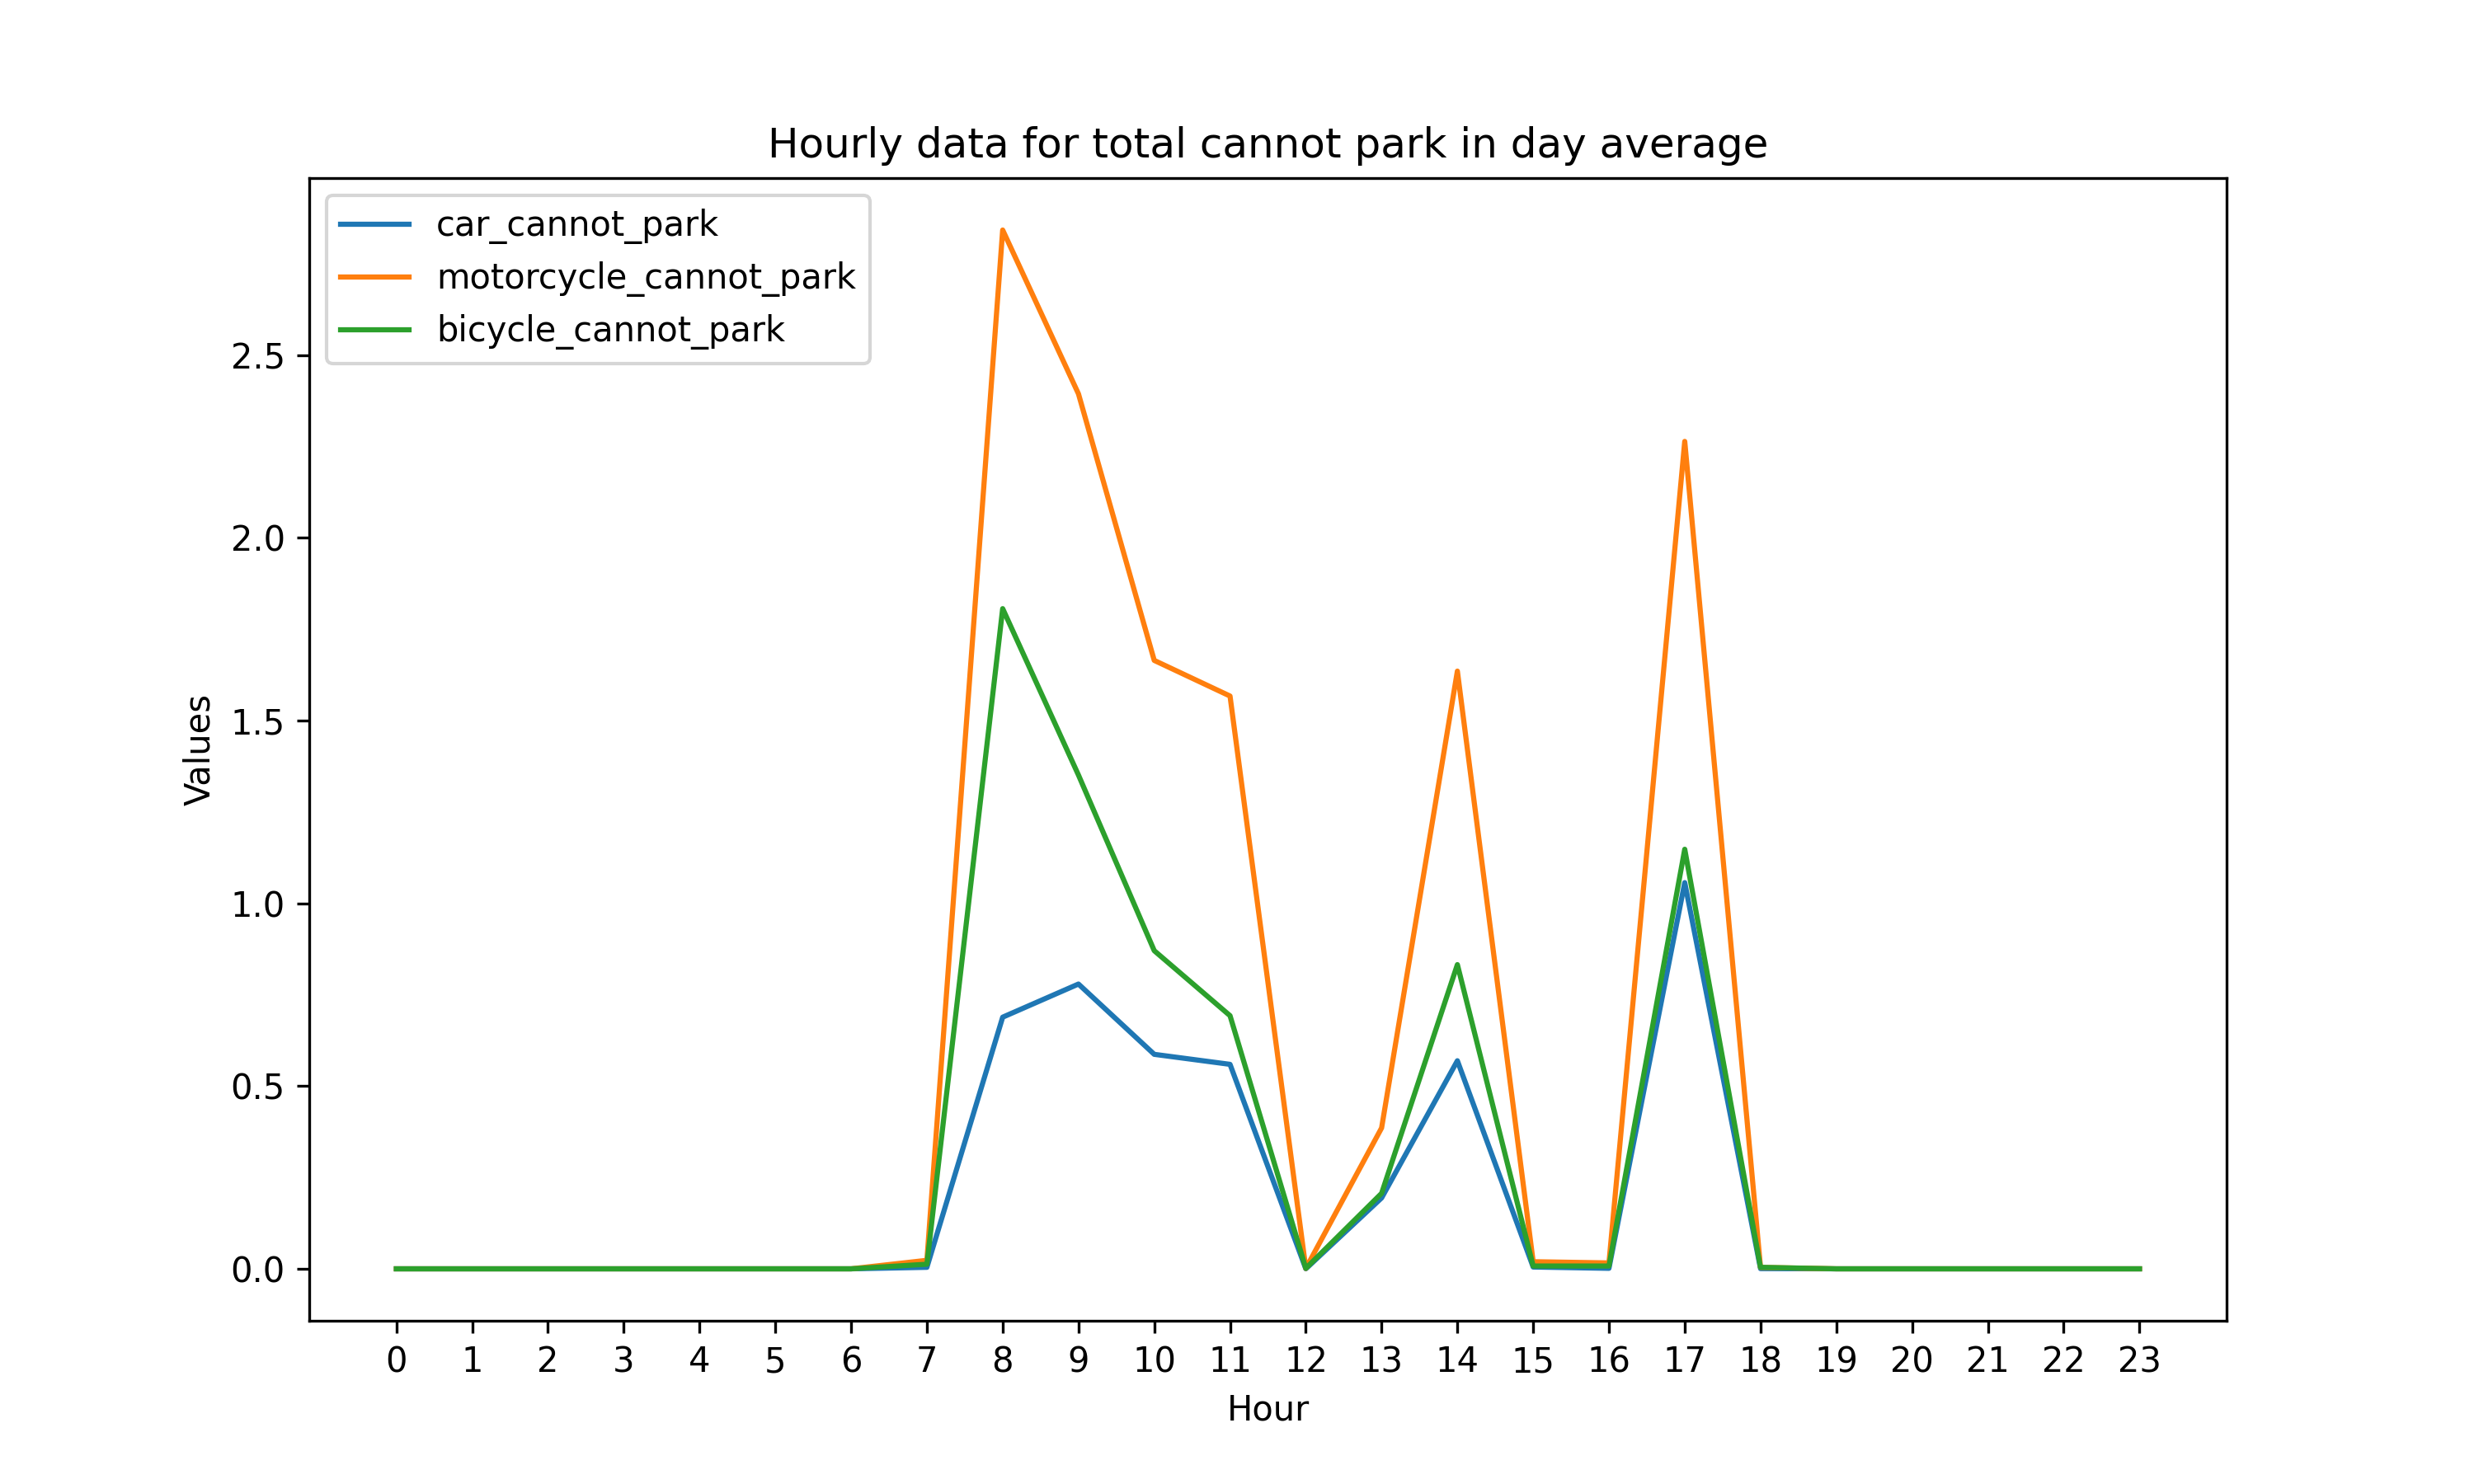 Hourly data for total cannot park in day average
car_cannot_park
motorcycle_cannot_park
bicycle_cannot_park
2.5
2.0
1.5
1.0
0.5
0.0
Values
0 1 2 3 4 5 6 7 8 9 10 11 12 13 14 15 16 17 18 19 20 21 22 23
Hour